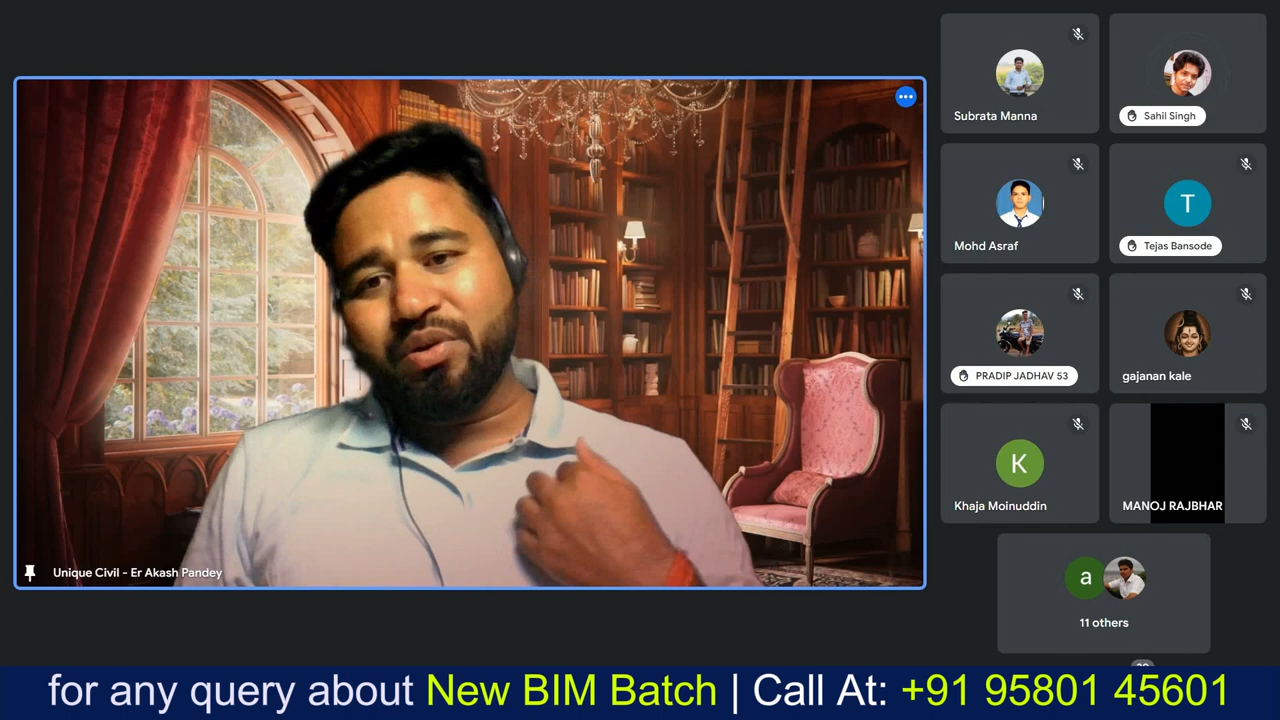 Subrata Manna
Sahil Singh
Mohd Asraf
T
Tejas Bansode
PRADIP JADHAV 53
gajanan kale
K
Khaja Moinuddin
MANOJ RAJBHAR
a
11 others
Unique Civil - Er Akash Pandey
for any query about New BIM Batch | Call At: +91 95801 45601